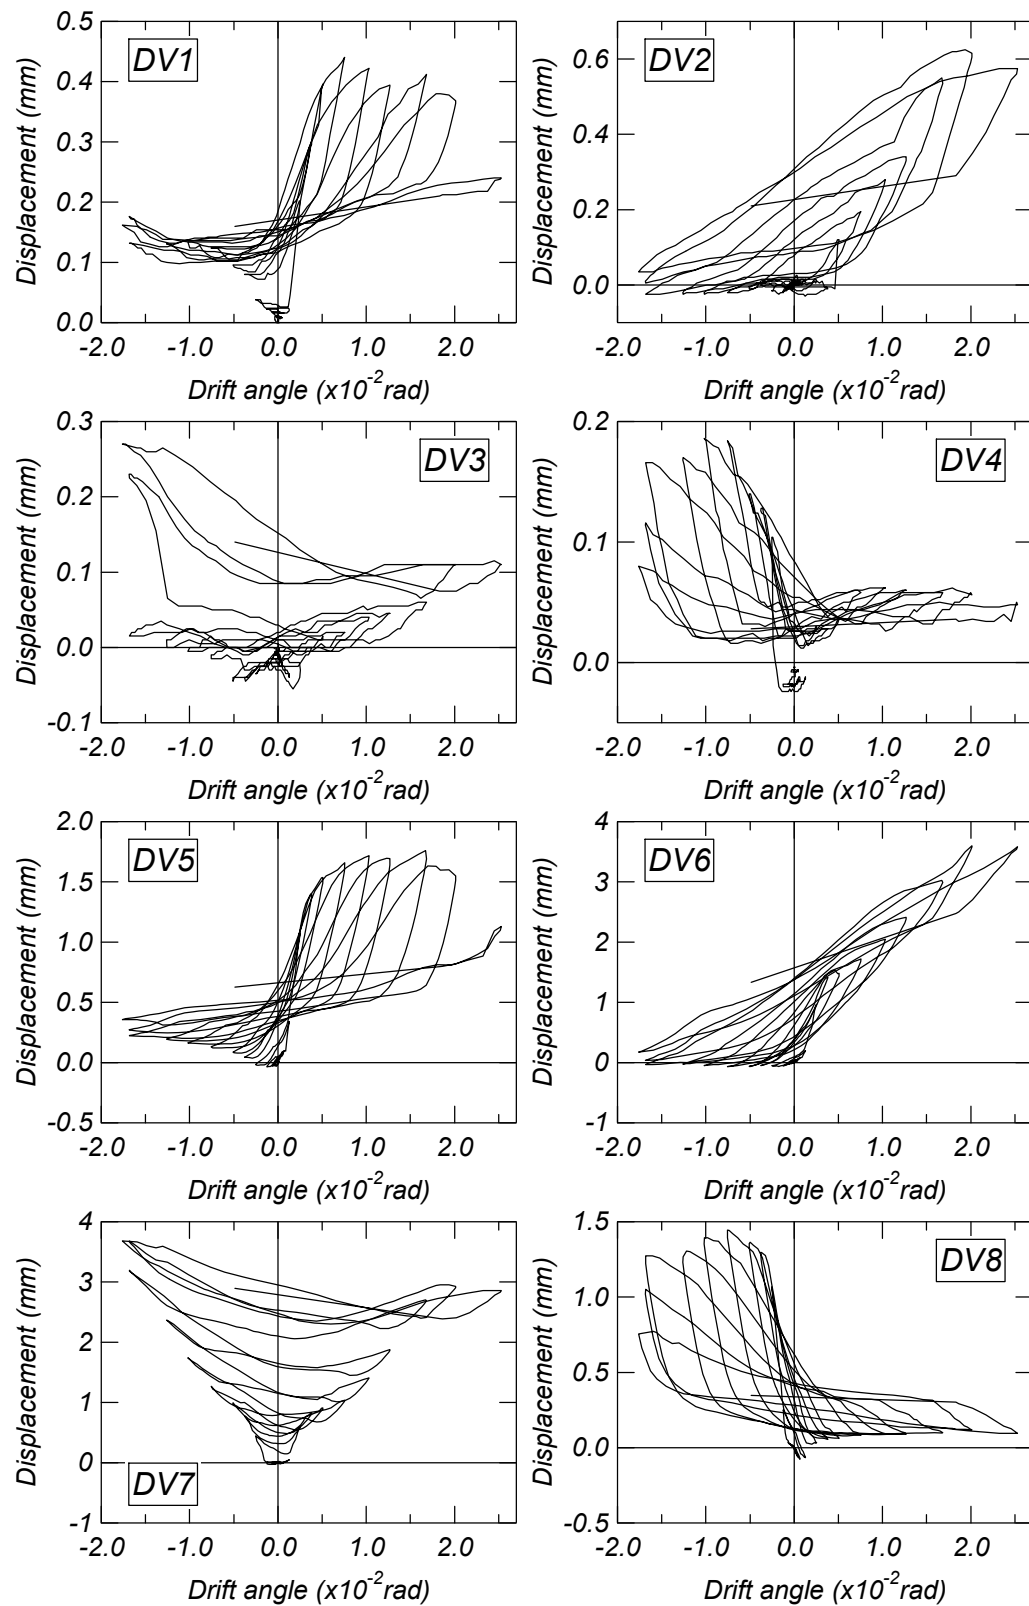 0.5
0.4
0.3
0.2
0.1
0.0
Displacement (mm)
DV1
-2.0 -1.0 0.0 1.0 2.0
Drift angle (x10-2rad)
0.6
0.4
0.2
0.0
Displacement (mm)
DV2
-2.0 -1.0 0.0 1.0 2.0
Drift angle (x10-2rad)
0.3
0.2
0.1
0.0
-0.1
Displacement (mm)
DV3
-2.0 -1.0 0.0 1.0 2.0
Drift angle (x10-2rad)
0.2
0.1
0.0
Displacement (mm)
DV4
-2.0 -1.0 0.0 1.0 2.0
Drift angle (x10-2rad)
2.0
1.5
1.0
0.5
0.0
-0.5
Displacement (mm)
DV5
-2.0 -1.0 0.0 1.0 2.0
Drift angle (x10-2rad)
4
3
2
1
0
-1
Displacement (mm)
DV6
-2.0 -1.0 0.0 1.0 2.0
Drift angle (x10-2rad)
4
3
2
1
0
-1
Displacement (mm)
DV7
-2.0 -1.0 0.0 1.0 2.0
Drift angle (x10-2rad)
1.5
1.0
0.5
0.0
-0.5
Displacement (mm)
DV8
-2.0 -1.0 0.0 1.0 2.0
Drift angle (x10-2rad)